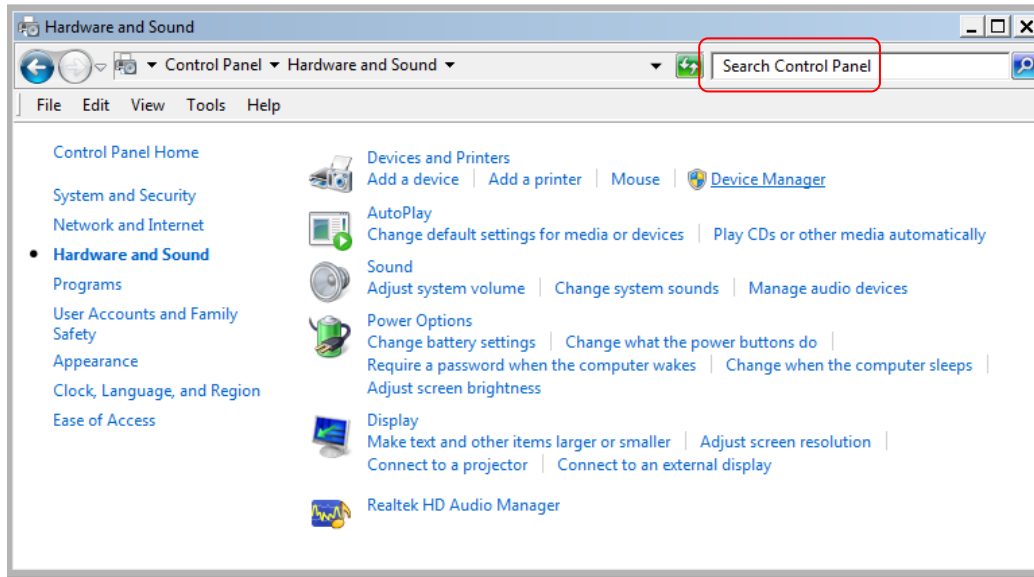 Hardware and Sound
Control Panel Hardware and Sound Search Control Panel
File Edit View Tools Help
Control Panel Home
System and Security
Network and Internet
Hardware and Sound
Programs
User Accounts and Family
Safety
Appearance
Clock, Language, and Region
Ease of Access
Devices and Printers
Add a device Add a printer Mouse Device Manager
AutoPlay
Change default settings for media or devices Play CDs or other media automatically
Sound
Adjust system volume Change system sounds Manage audio devices
Power Options
Change battery settings Change what the power buttons do
Require a password when the computer wakes Change when the computer sleeps
Adjust screen brightness
Display
Make text and other items larger or smaller Adjust screen resolution
Connect to a projector Connect to an external display
Realtek HD Audio Manager